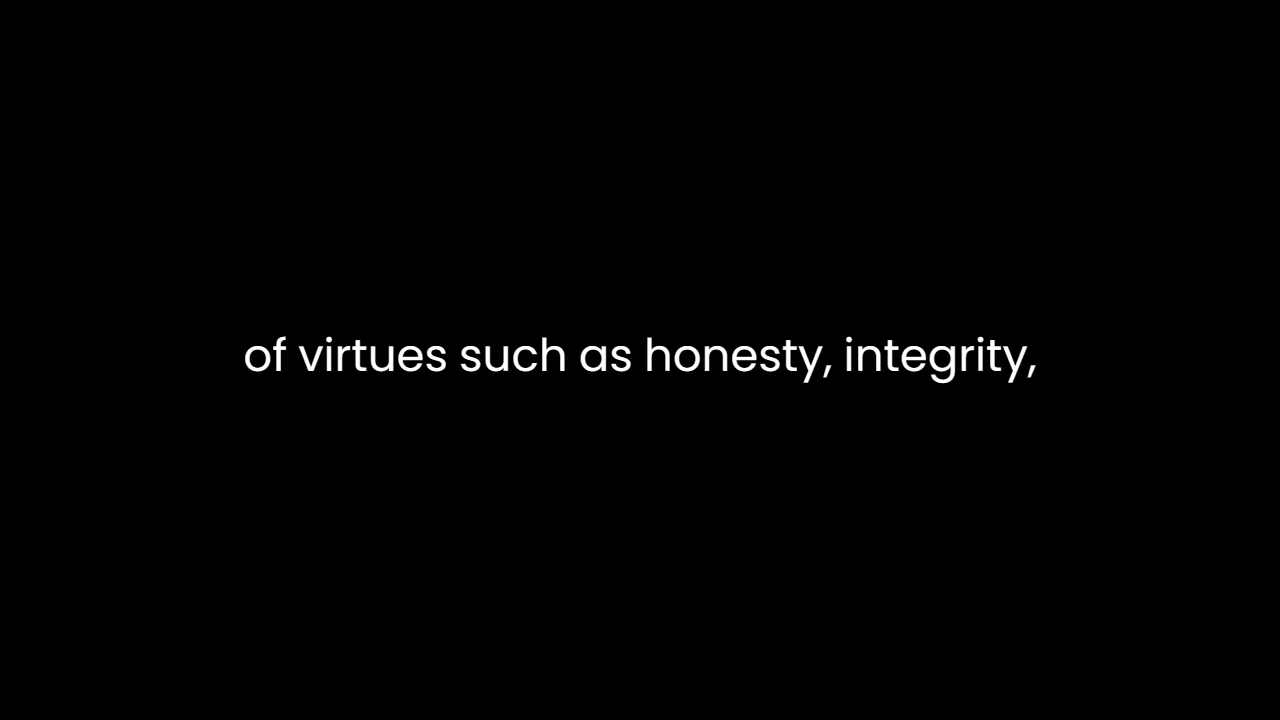 of virtues such as honesty, integrity,